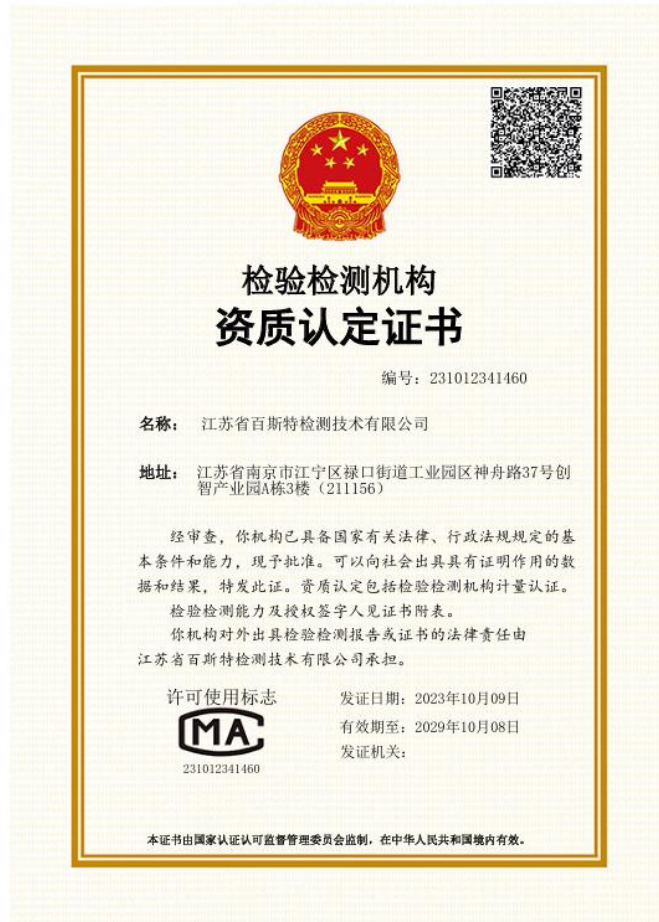 检验检测机构
资质认定证书
编号：231012341460
名称： 江苏省百斯特检测技术有限公司
地址： 江苏省南京市江宁区禄口街道工业园区神舟路37号创
智产业园A栋3楼（211156）
经审查，你机构已具备国家有关法律、行政法规规定的基
本条件和能力，现予批准。可以向社会出具具有证明作用的数
据和结果，特发此证。资质认定包括检验检测机构计量认证。
检验检测能力及授权签字人见证书附表。
你机构对外出具检验检测报告或证书的法律责任由
江苏省百斯特检测技术有限公司承担。
许可使用标志
MA
231012341460
发证日期：2023年10月09日
有效期至：2029年10月08日
发证机关：
本证书由国家认证认可监督管理委员会监制，在中华人民共和国境内有效。